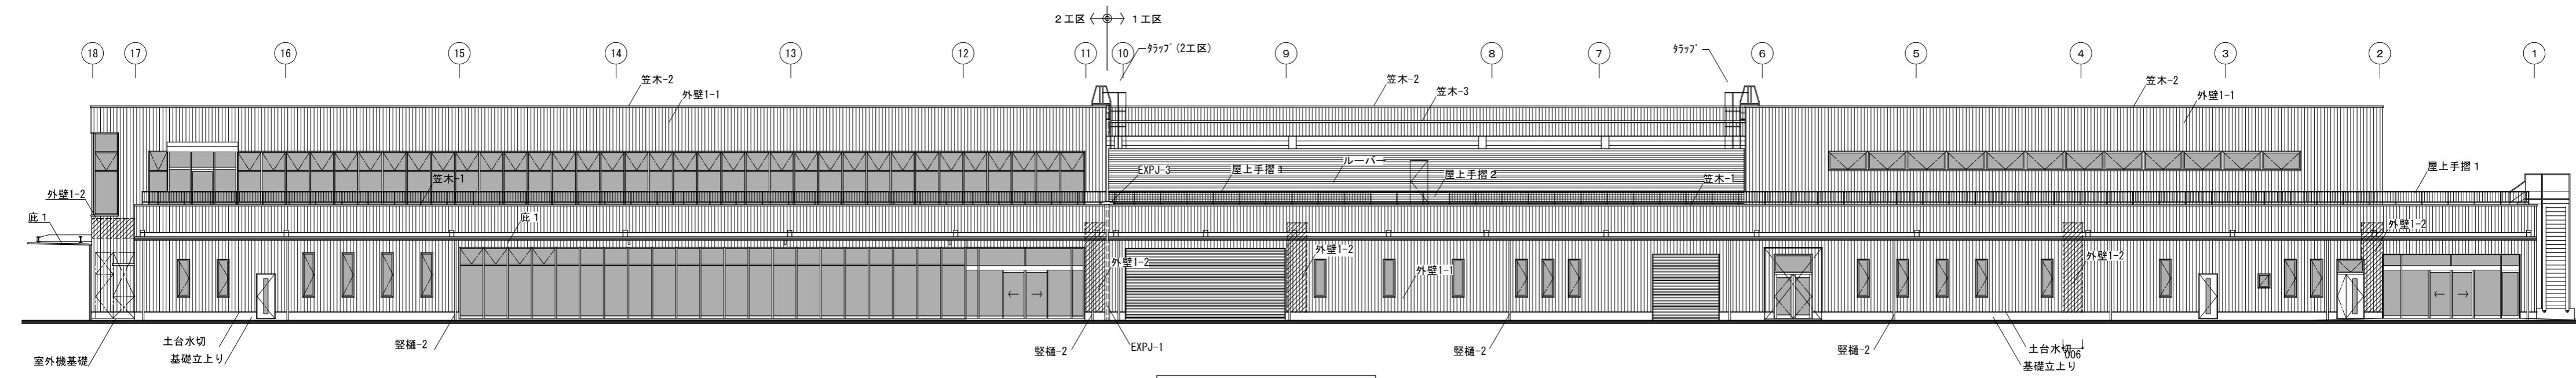 2工区 1工区
18 17 16 15 14 13 12 11 10 9 8 7 6 5 4 3 2 1
ﾀﾗｯﾌﾟ(2工区)
ﾀﾗｯﾌﾟ
笠木-2
笠木-2
笠木-2
笠木-3
外壁1-1
外壁1-1
ルーバー
EXPJ-3
屋上手摺1
屋上手摺2
屋上手摺1
笠木-1
笠木-1
外壁1-2
庇1
庇1
外壁1-2
外壁1-2
外壁1-2
外壁1-2
外壁1-1
土台水切
基礎立上り
室外機基礎
竪樋-2
竪樋-2
EXPJ-1
竪樋-2
竪樋-2
土台水切
900
基礎立上り